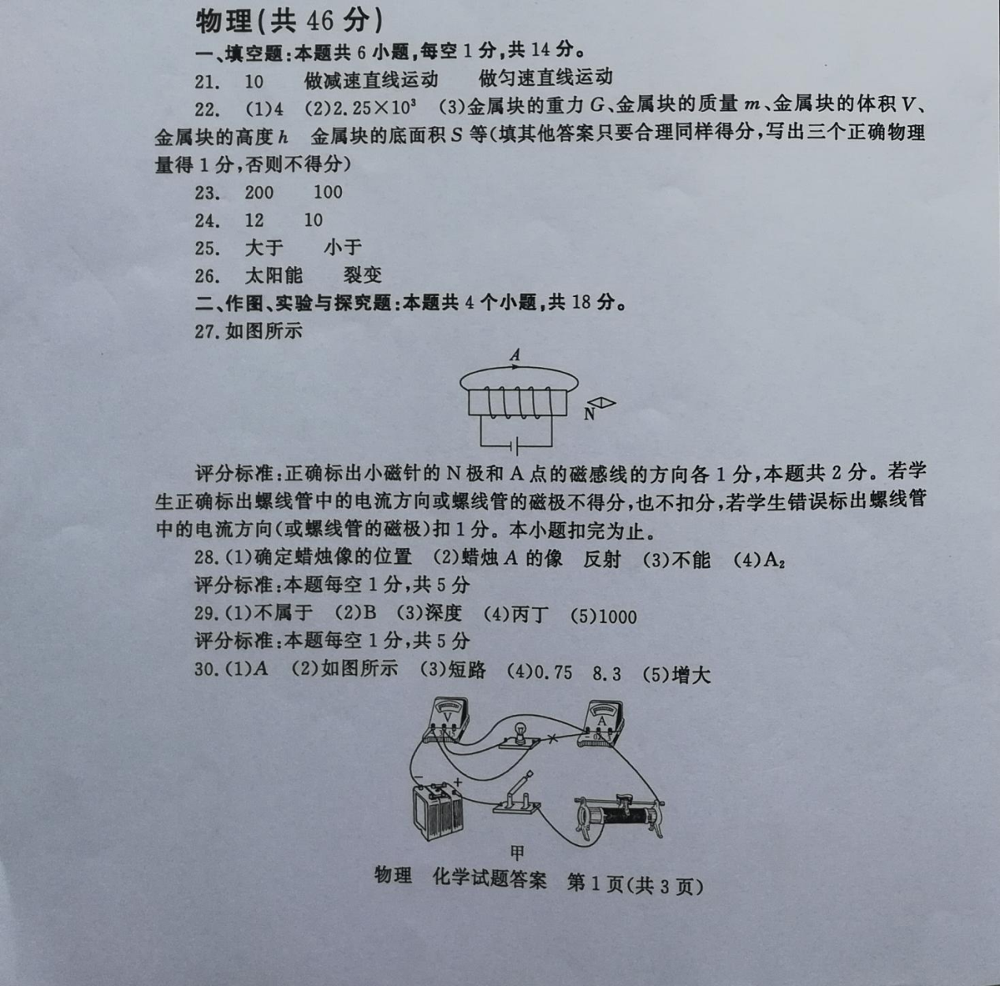 物理(共 46 分)
一、填空题:本题共 6 小题,每空 1 分,共 14 分。
21. 10 做减速直线运动 做匀速直线运动
22. (1)4 (2)2.25×10³ (3)金属块的重力 G、金属块的质量 m、金属块的体积 V、
金属块的高度 h 金属块的底面积 S 等(填其他答案只要合理同样得分,写出三个正确物理
量得 1 分,否则不得分)
23. 200 100
24. 12 10
25. 大于 小于
26. 太阳能 裂变
二、作图、实验与探究题:本题共 4 个小题,共 18 分。
27. 如图所示
A
N
评分标准:正确标出小磁针的 N 极和 A 点的磁感线的方向各 1 分,本题共 2 分。若学
生正确标出螺线管中的电流方向或螺线管的磁极不得分,也不扣分,若学生错误标出螺线管
中的电流方向(或螺线管的磁极)扣 1 分。本小题扣完为止。
28. (1)确定蜡烛像的位置 (2)蜡烛 A 的像 反射 (3)不能 (4)A₂
评分标准:本题每空 1 分,共 5 分
29. (1)不属于 (2)B (3)深度 (4)丙丁 (5)1000
评分标准:本题每空 1 分,共 5 分
30. (1)A (2)如图所示 (3)短路 (4)0.75 8.3 (5)增大
V A
- +
甲
物理 化学试题答案 第 1 页(共 3 页)